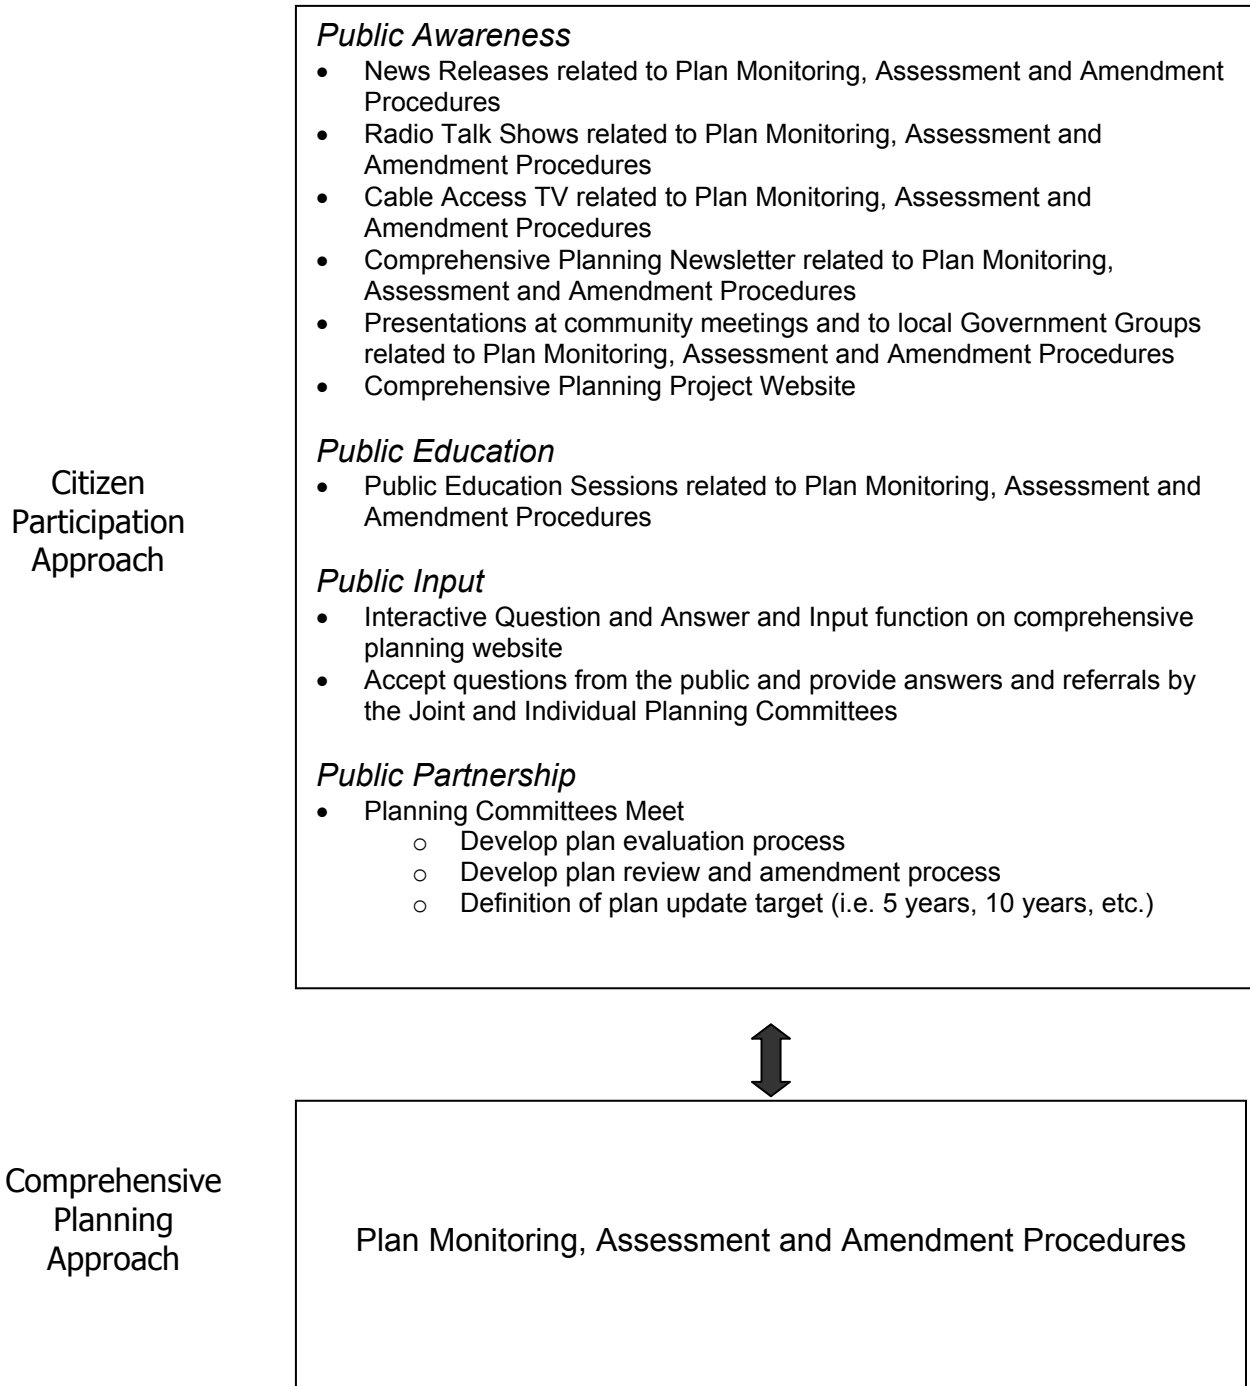 Public Awareness
• News Releases related to Plan Monitoring, Assessment and Amendment
Procedures
• Radio Talk Shows related to Plan Monitoring, Assessment and
Amendment Procedures
• Cable Access TV related to Plan Monitoring, Assessment and
Amendment Procedures
• Comprehensive Planning Newsletter related to Plan Monitoring,
Assessment and Amendment Procedures
• Presentations at community meetings and to local Government Groups
related to Plan Monitoring, Assessment and Amendment Procedures
• Comprehensive Planning Project Website
Public Education
• Public Education Sessions related to Plan Monitoring, Assessment and
Amendment Procedures
Citizen
Participation
Approach
Public Input
• Interactive Question and Answer and Input function on comprehensive
planning website
• Accept questions from the public and provide answers and referrals by
the Joint and Individual Planning Committees
Public Partnership
• Planning Committees Meet
o Develop plan evaluation process
o Develop plan review and amendment process
o Definition of plan update target (i.e. 5 years, 10 years, etc.)
Comprehensive
Planning
Approach
Plan Monitoring, Assessment and Amendment Procedures